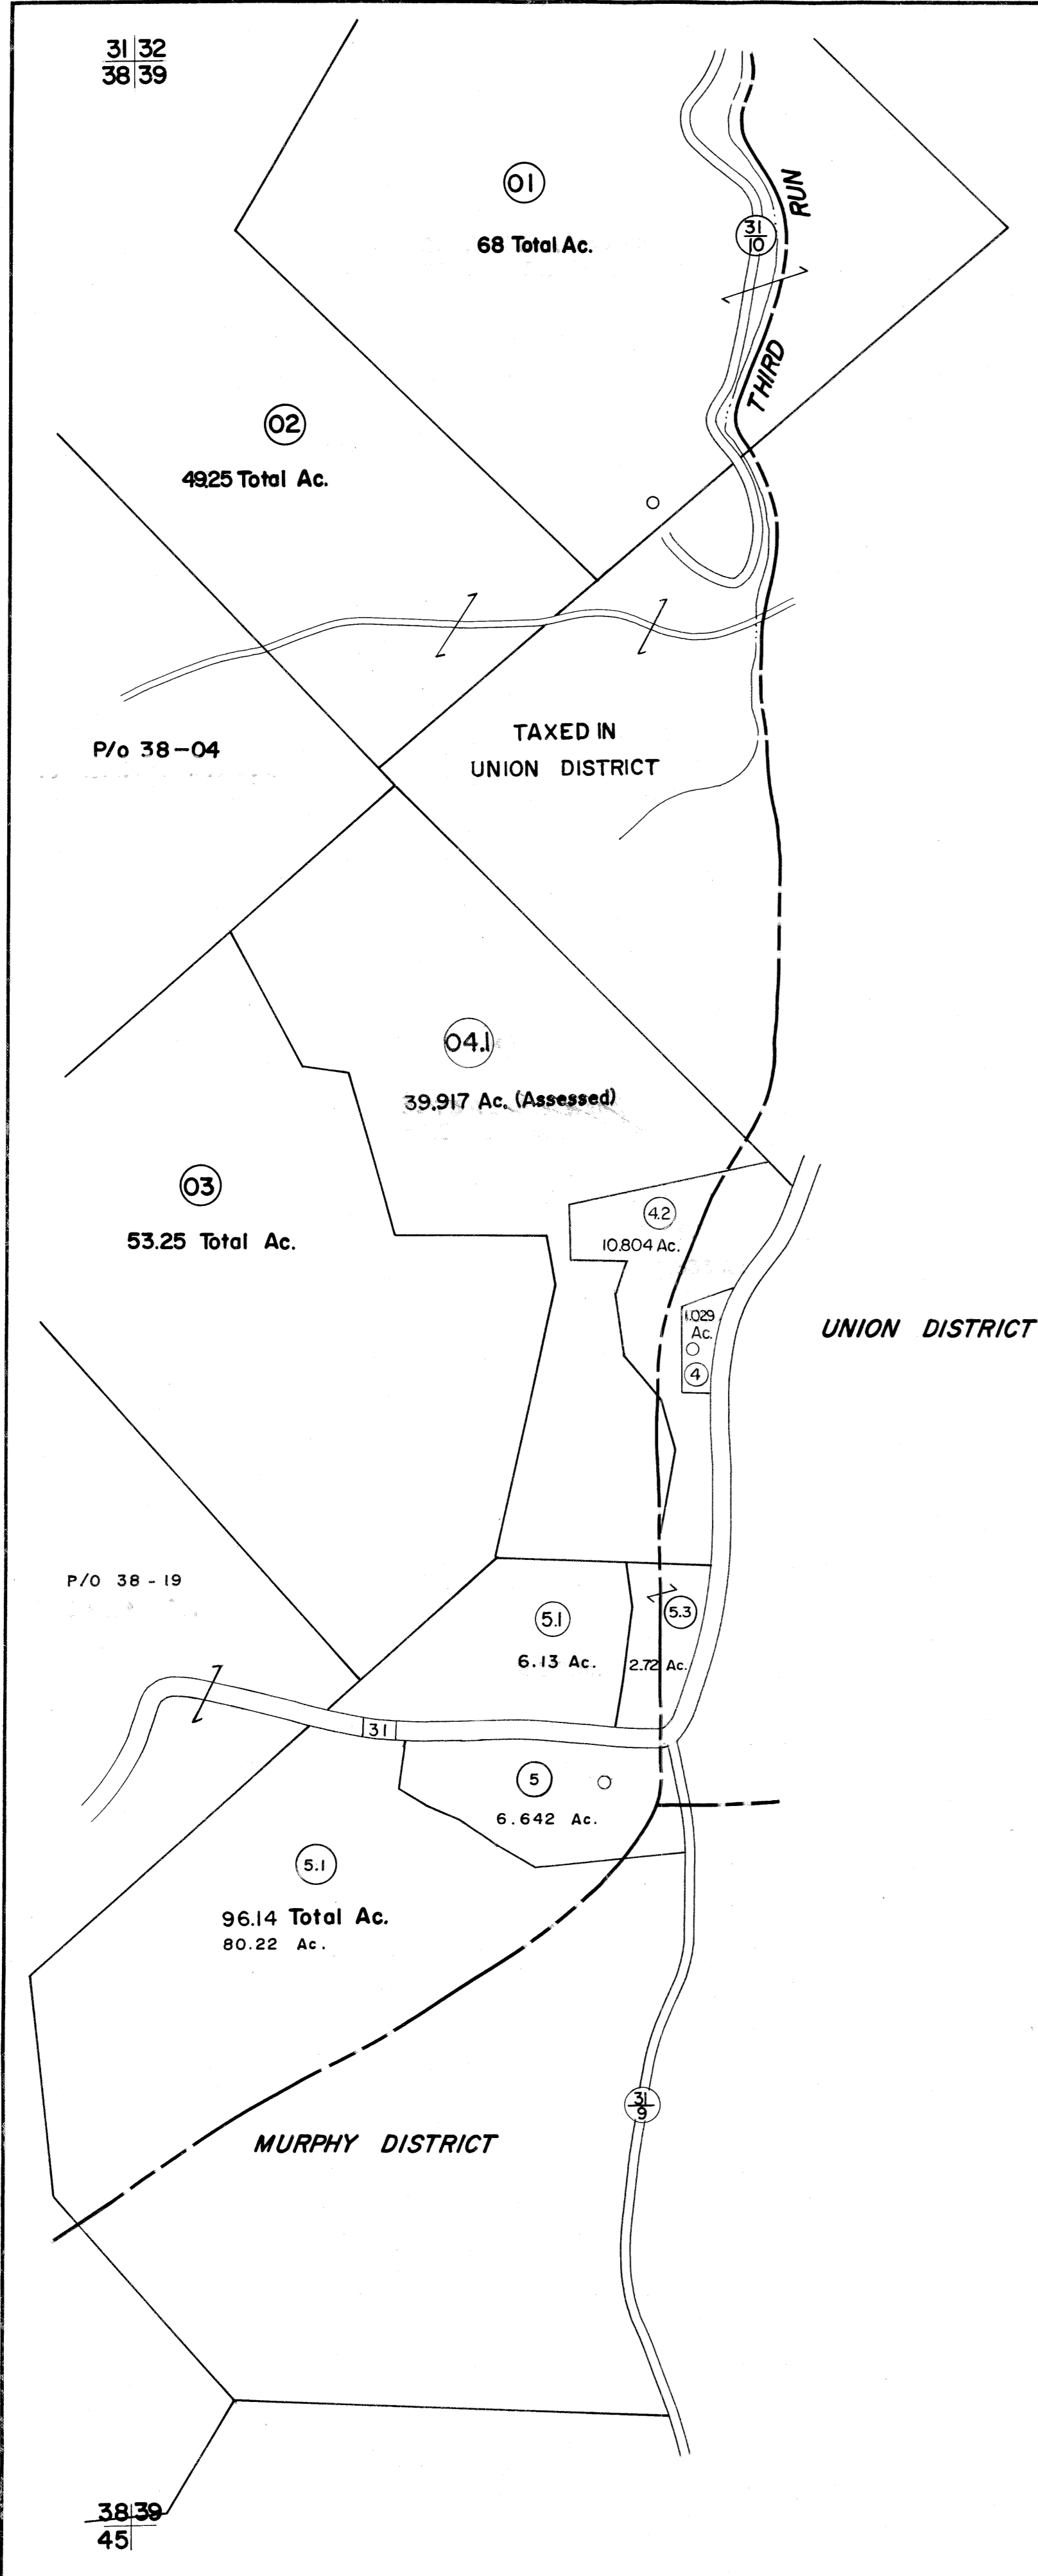 31 32
38 39
01
68 Total Ac.
RUN
31
10
THIRD
02
49.25 Total Ac.
P/o 38-04
TAXED IN
UNION DISTRICT
04.1
39.917 Ac. (Assessed)
03
53.25 Total Ac.
4.2
10.804 Ac.
1.029
Ac.
4
UNION DISTRICT
P/O 38-19
5.1
6.13 Ac.
5.3
2.72 Ac.
31
5
6.642 Ac.
5.1
96.14 Total Ac.
80.22 Ac.
31
9
MURPHY DISTRICT
38 39
45